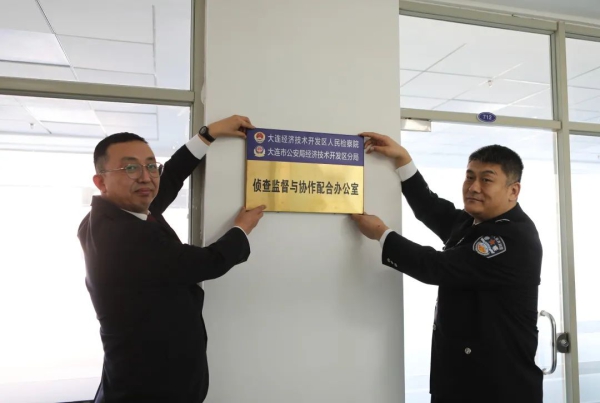 大连经济技术开发区人民检察院
大连市公安局经济技术开发区分局
侦查监督与协作配合办公室
712